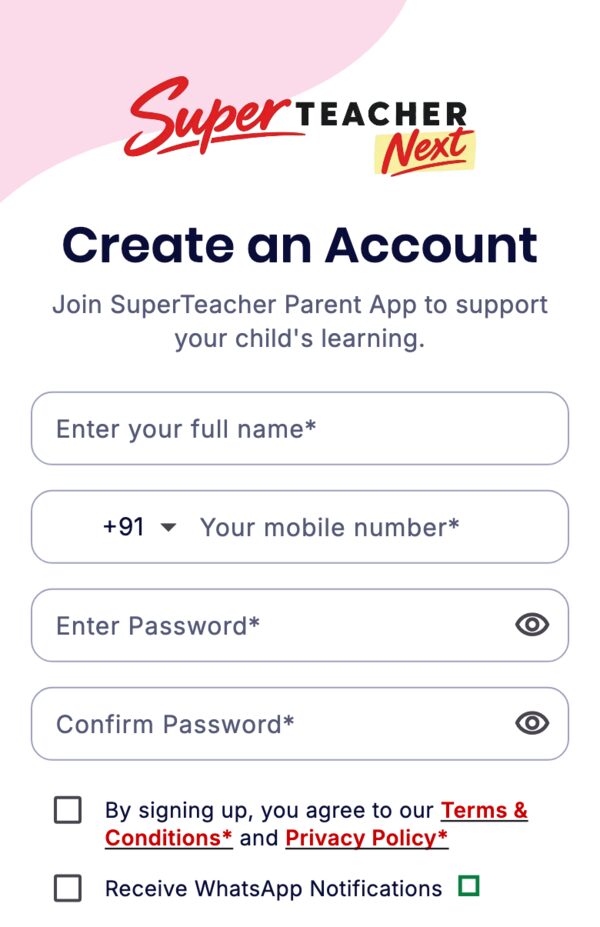 Super TEACHER
Next
Create an Account
Join SuperTeacher Parent App to support
your child's learning.
Enter your full name*
+91 Your mobile number*
Enter Password*
Confirm Password*
By signing up, you agree to our Terms &
Conditions* and Privacy Policy*
Receive WhatsApp Notifications